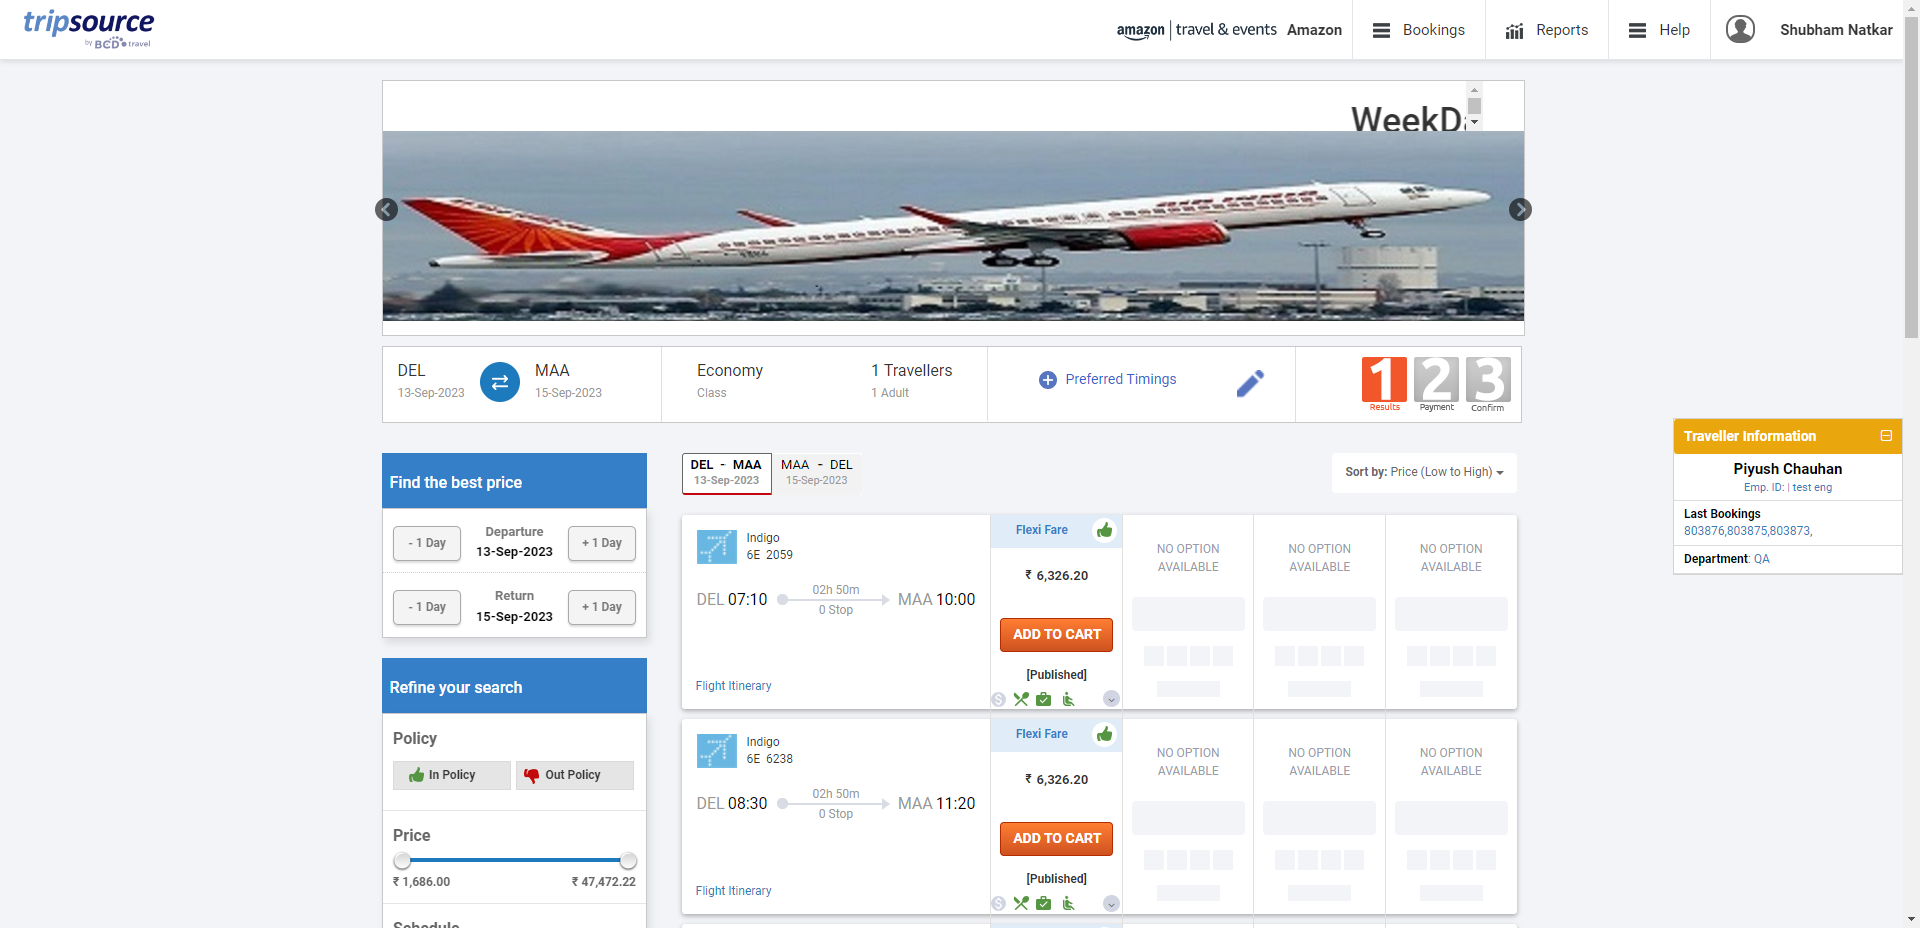 tripsource
by BCD travel
amazon | travel & events Amazon
Bookings
Reports
Help
Shubham Natkar
WeekDa
AIR INDIA
DEL
13-Sep-2023
MAA
15-Sep-2023
Economy
Class
1 Travellers
1 Adult
Preferred Timings
1 2 3
Results Payment Confirm
Traveller Information
Piyush Chauhan
Emp. ID: | test eng
Last Bookings
803876,803875,803873,
Department: QA
Find the best price
- 1 Day
Departure
13-Sep-2023
+ 1 Day
- 1 Day
Return
15-Sep-2023
+ 1 Day
Refine your search
Policy
In Policy
Out Policy
Price
₹ 1,686.00
₹ 47,472.22
Schedule
DEL - MAA
13-Sep-2023
MAA - DEL
15-Sep-2023
Sort by: Price (Low to High)
Indigo
6E 2059
DEL 07:10
02h 50m
0 Stop
MAA 10:00
Flight Itinerary
Flexi Fare
₹ 6,326.20
ADD TO CART
[Published]
NO OPTION
AVAILABLE
NO OPTION
AVAILABLE
NO OPTION
AVAILABLE
Indigo
6E 6238
DEL 08:30
02h 50m
0 Stop
MAA 11:20
Flight Itinerary
Flexi Fare
₹ 6,326.20
ADD TO CART
[Published]
NO OPTION
AVAILABLE
NO OPTION
AVAILABLE
NO OPTION
AVAILABLE